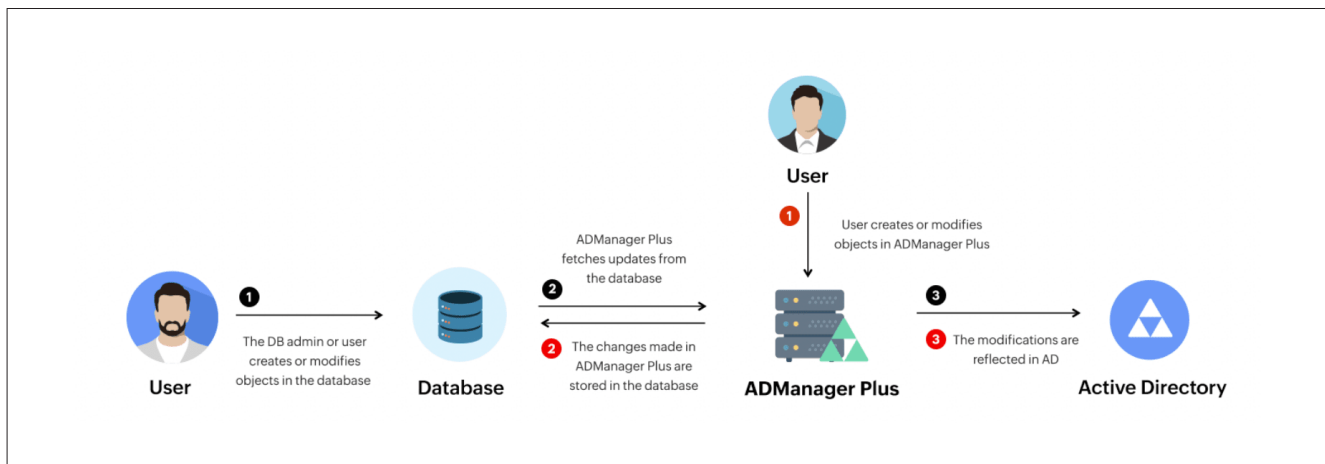 User
1
User creates or modifies
objects in ADManager Plus
ADManager Plus
fetches updates from
the database
1
2
3
The DB admin or user
creates or modifies
objects in the database
2
The changes made in
ADManager Plus are
stored in the database
3
The modifications are
reflected in AD
User
Database
ADManager Plus
Active Directory